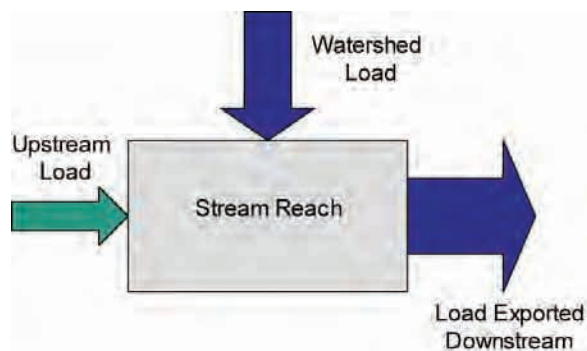 Watershed
Load
Upstream
Load
Stream Reach
Load Exported
Downstream